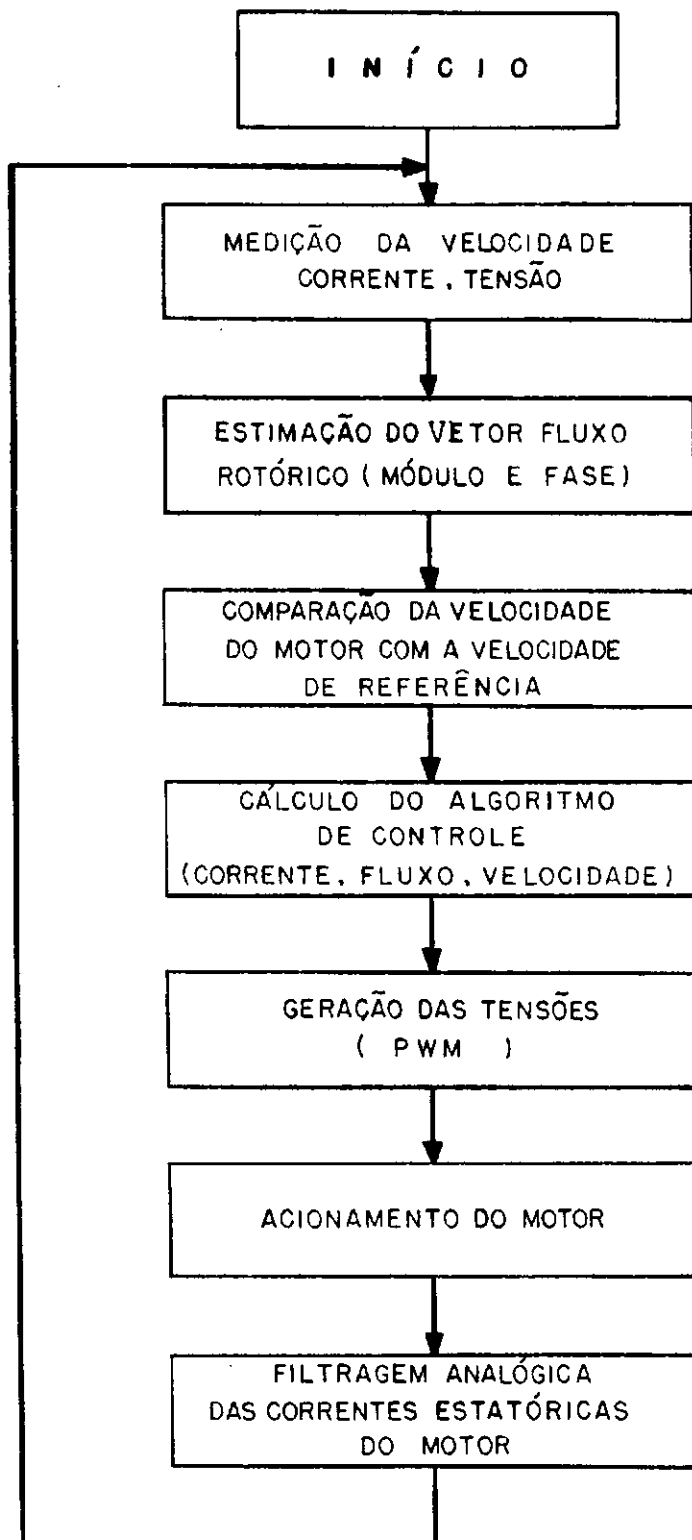 INÍCIO
MEDIÇÃO DA VELOCIDADE
CORRENTE, TENSÃO
ESTIMAÇÃO DO VETOR FLUXO
ROTÓRICO (MÓDULO E FASE)
COMPARAÇÃO DA VELOCIDADE
DO MOTOR COM A VELOCIDADE
DE REFERÊNCIA
CÁLCULO DO ALGORITMO
DE CONTROLE
(CORRENTE, FLUXO, VELOCIDADE)
GERAÇÃO DAS TENSÕES
( PWM )
ACIONAMENTO DO MOTOR
FILTRAGEM ANALÓGICA
DAS CORRENTES ESTATÓRICAS
DO MOTOR